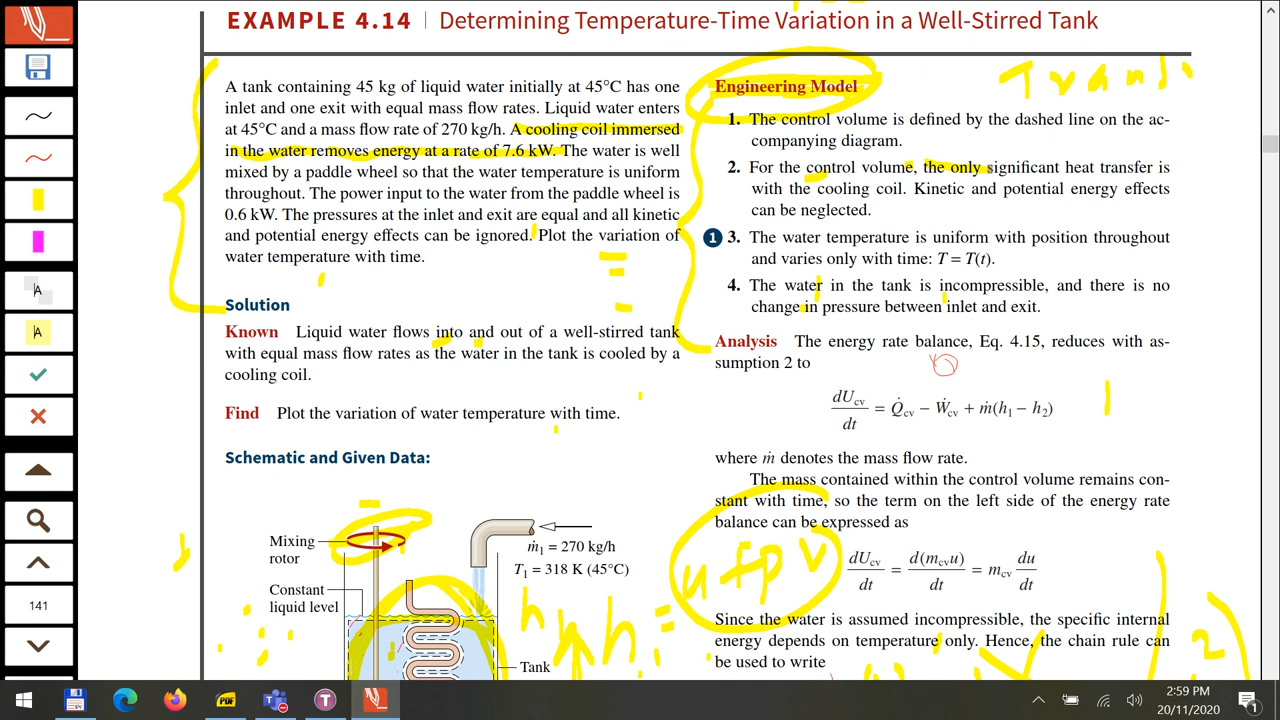 EXAMPLE 4.14 | Determining Temperature-Time Variation in a Well-Stirred Tank
A tank containing 45 kg of liquid water initially at 45°C has one
inlet and one exit with equal mass flow rates. Liquid water enters
at 45°C and a mass flow rate of 270 kg/h. A cooling coil immersed
in the water removes energy at a rate of 7.6 kW. The water is well
mixed by a paddle wheel so that the water temperature is uniform
throughout. The power input to the water from the paddle wheel is
0.6 kW. The pressures at the inlet and exit are equal and all kinetic
and potential energy effects can be ignored. Plot the variation of
water temperature with time.
Solution
Known Liquid water flows into and out of a well-stirred tank
with equal mass flow rates as the water in the tank is cooled by a
cooling coil.
Find Plot the variation of water temperature with time.
Schematic and Given Data:
Mixing
rotor
Constant
liquid level
ṁ₁ = 270 kg/h
T₁ = 318 K (45°C)
Tank
Engineering Model
1. The control volume is defined by the dashed line on the ac-
companying diagram.
2. For the control volume, the only significant heat transfer is
with the cooling coil. Kinetic and potential energy effects
can be neglected.
1 3. The water temperature is uniform with position throughout
and varies only with time: T = T(t).
4. The water in the tank is incompressible, and there is no
change in pressure between inlet and exit.
Analysis The energy rate balance, Eq. 4.15, reduces with as-
sumption 2 to
dU_cv/dt = Q̇_cv − Ẇ_cv + ṁ(h₁ − h₂)
where ṁ denotes the mass flow rate.
The mass contained within the control volume remains con-
stant with time, so the term on the left side of the energy rate
balance can be expressed as
dU_cv/dt = d(m_cv u)/dt = m_cv du/dt
Since the water is assumed incompressible, the specific internal
energy depends on temperature only. Hence, the chain rule can
be used to write
u + p v
2
A
A
141
PDF
T
2:59 PM
20/11/2020
1